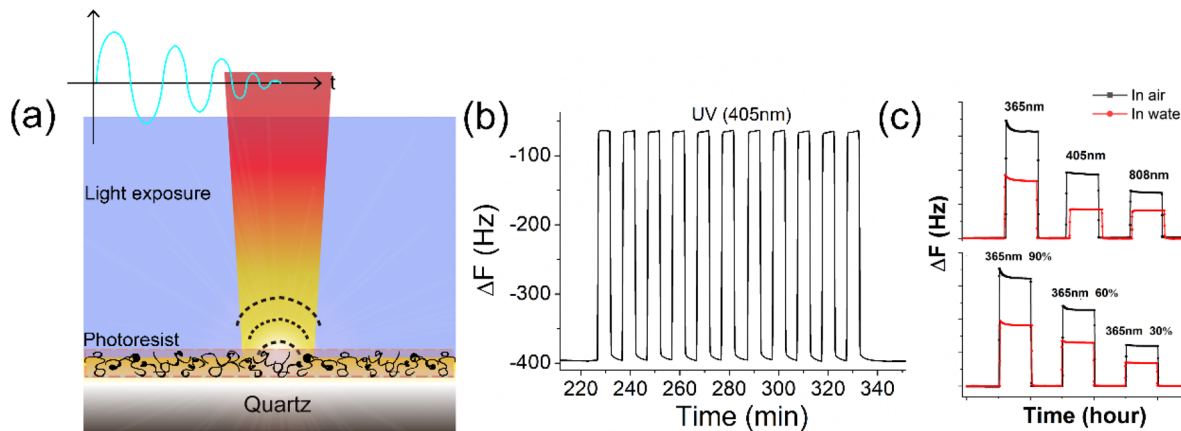 (a)
t
Light exposure
Photoresist
Quartz
(b)
UV (405nm)
ΔF (Hz)
-100
-200
-300
-400
220 240 260 280 300 320 340
Time (min)
(c)
In air
In wate
365nm
405nm
808nm
ΔF (Hz)
365nm 90%
365nm 60%
365nm 30%
Time (hour)